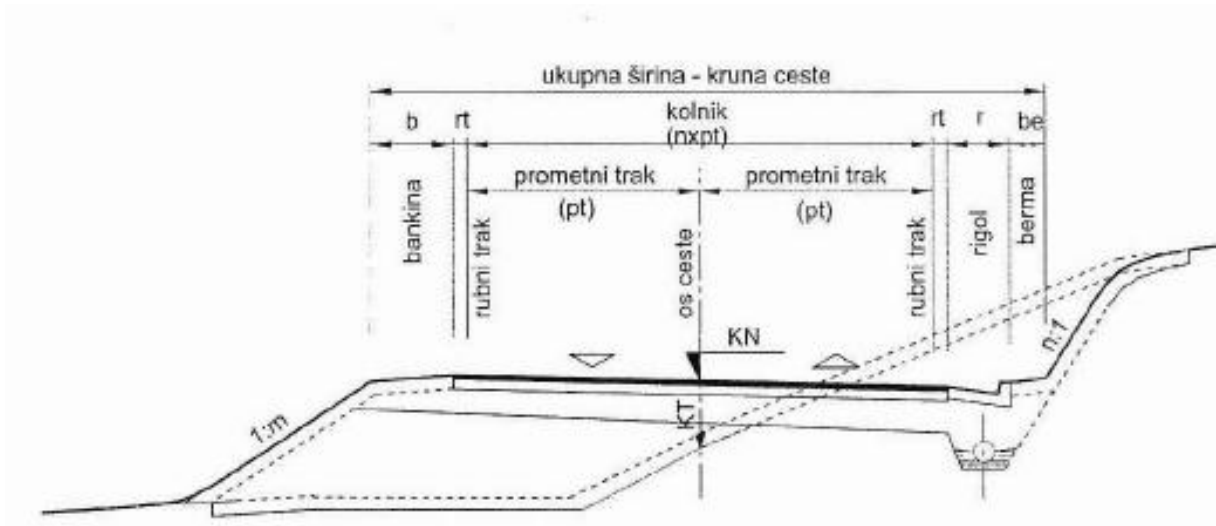 ukupna širina - kruna ceste
b
rt
kolnik
(nxpt)
rt
r
be
prometni trak
(pt)
prometni trak
(pt)
bankina
rubni trak
os ceste
rubni trak
rigol
berma
KN
KT
1:m
n:1